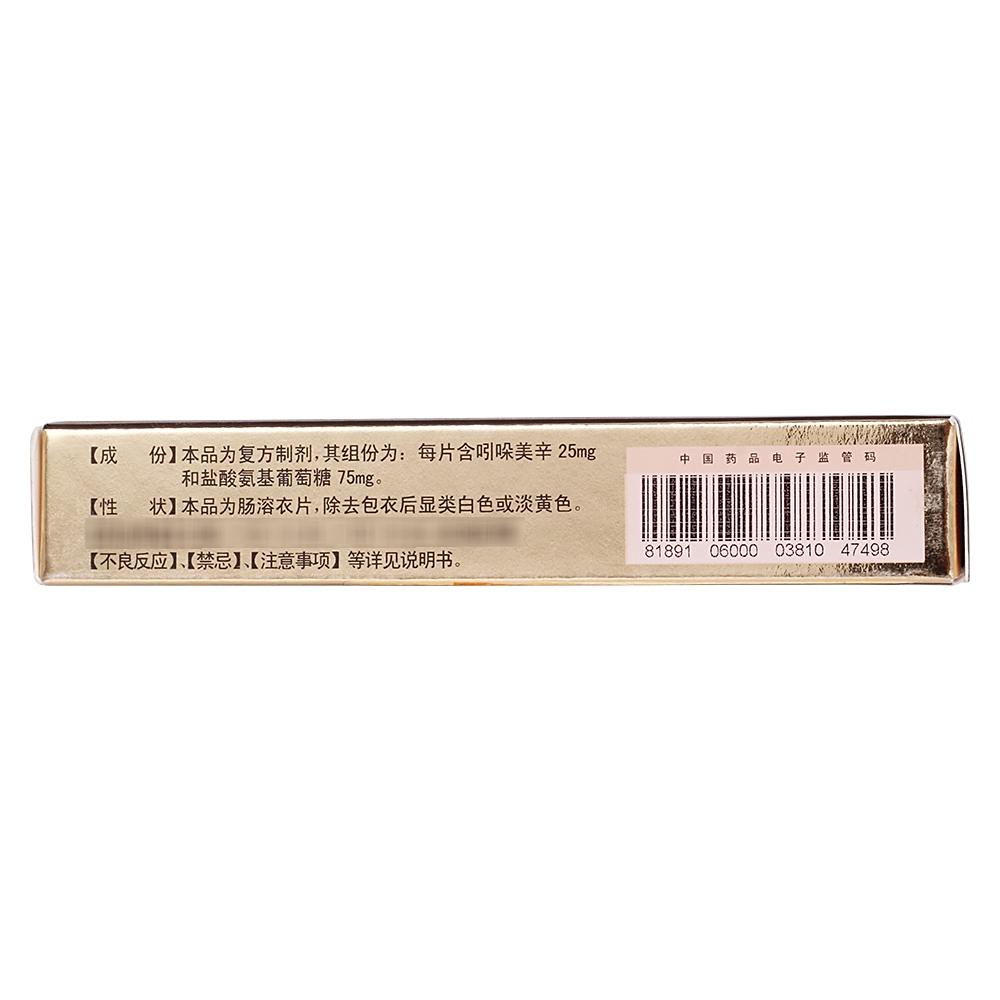 【成 份】本品为复方制剂,其组份为: 每片含吲哚美辛 25mg
和盐酸氨基葡萄糖 75mg。
【性 状】本品为肠溶衣片,除去包衣后显类白色或淡黄色。
【不良反应】、【禁忌】、【注意事项】等详见说明书。
中国药品电子监管码
81891 06000 03810 47498